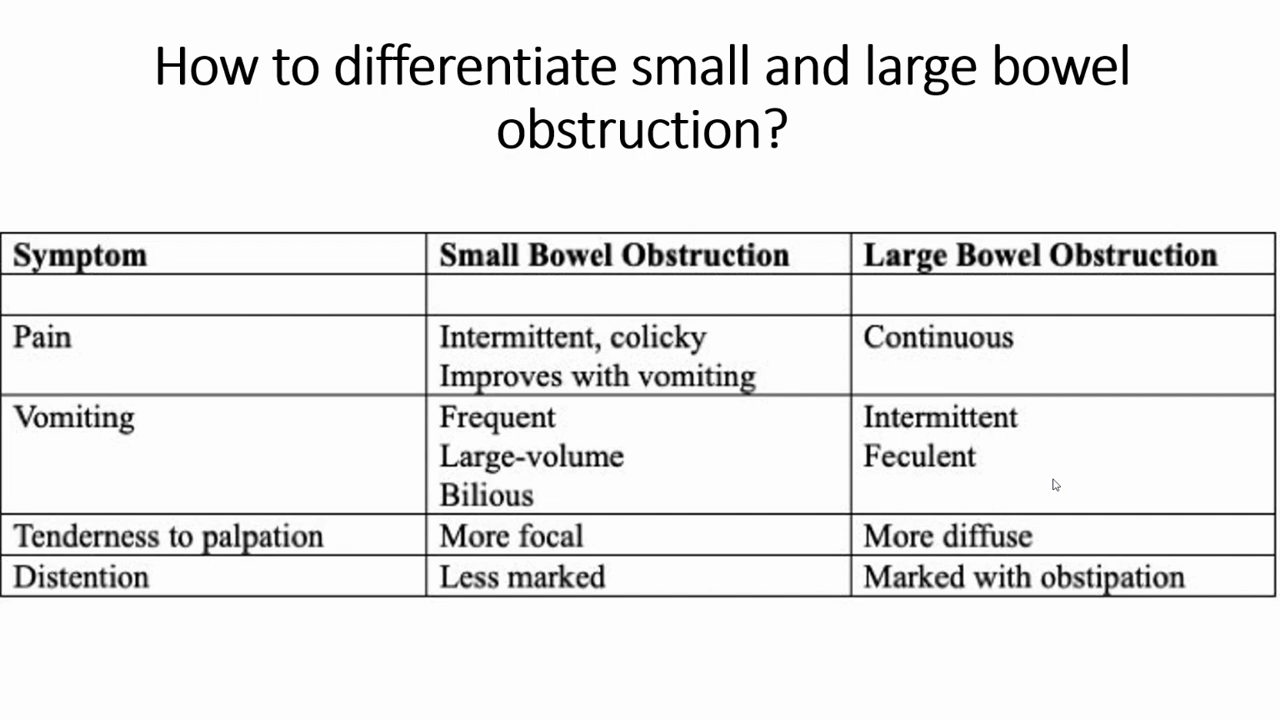 How to differentiate small and large bowel
obstruction?
Symptom Small Bowel Obstruction Large Bowel Obstruction
Pain Intermittent, colicky Continuous
Improves with vomiting
Vomiting Frequent Intermittent
Large-volume Feculent
Bilious
Tenderness to palpation More focal More diffuse
Distention Less marked Marked with obstipation